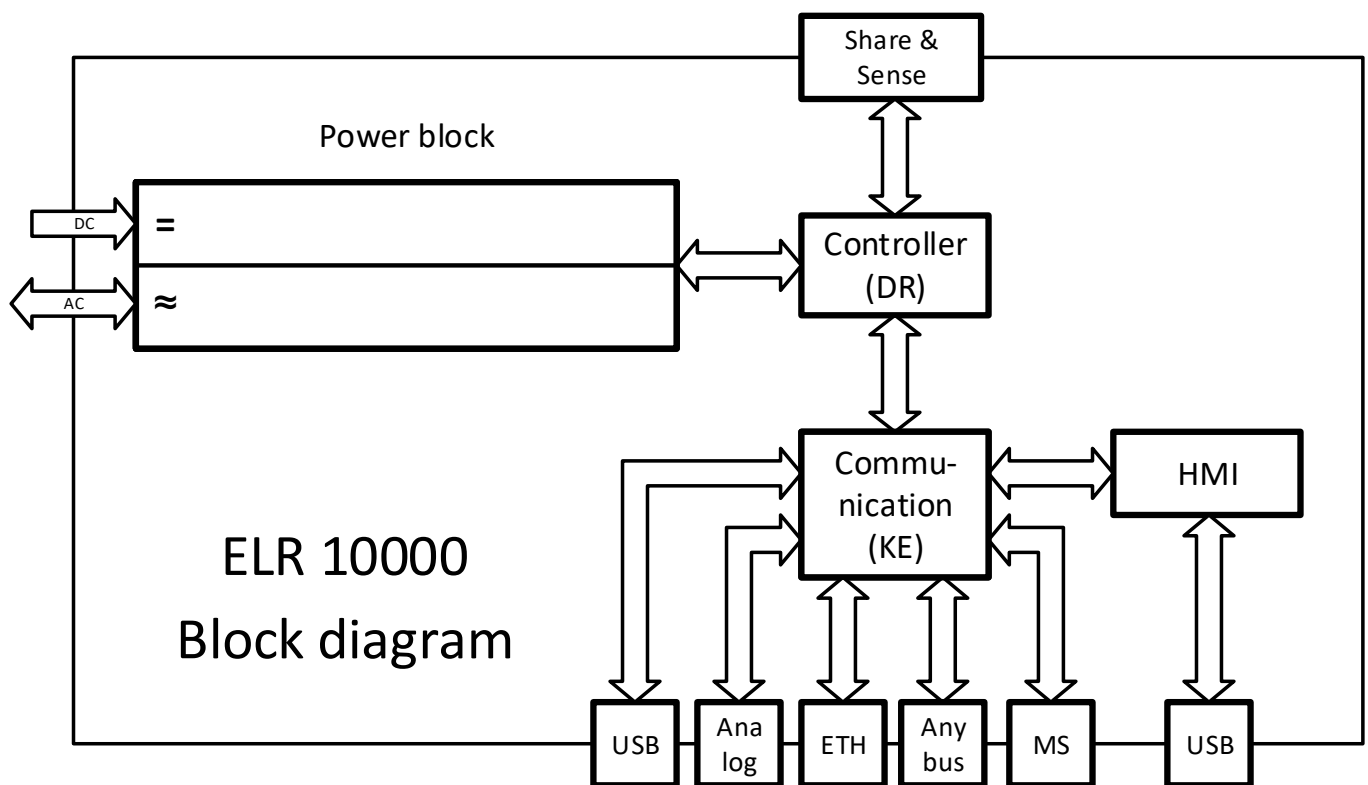 Share &
Sense
Power block
DC
=
AC
≈
Controller
(DR)
Commu-
nication
(KE)
HMI
ELR 10000
Block diagram
USB
Ana
log
ETH
Any
bus
MS
USB